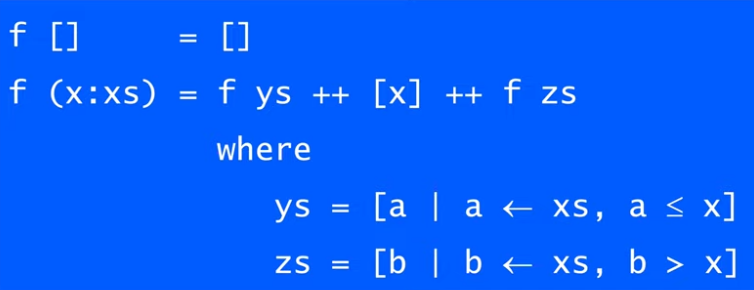 f []     = []
f (x:xs) = f ys ++ [x] ++ f zs
where
ys = [a | a ← xs, a ≤ x]
zs = [b | b ← xs, b > x]